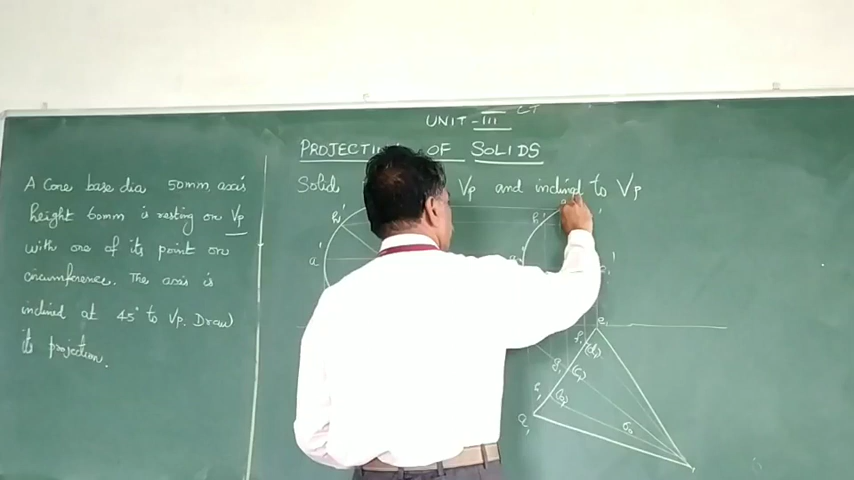 UNIT - III
PROJECTI OF SOLIDS
Solid Vp and inclined to Vp
A Cone base dia 50mm, axis
height 60mm is resting on Vp
with one of its point on
circumference. The axis is
inclined at 45° to Vp. Draw
its projection.
h'
a'
h'
e,
f,
(d,)
g,
(c,)
h,
(b,)
a,
o,